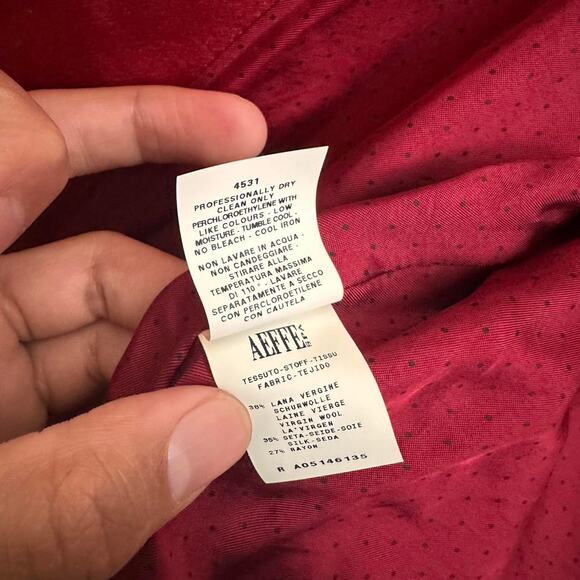 4531
PROFESSIONALLY DRY
CLEAN ONLY
PERCHLOROETHYLENE WITH
LIKE COLOURS - LOW
MOISTURE - TUMBLE COOL -
NO BLEACH - COOL IRON
NON LAVARE IN ACQUA -
NON CANDEGGIARE -
STIRARE ALLA
TEMPERATURA MASSIMA
DI 110° - LAVARE
SEPARATAMENTE A SECCO
CON PERCLOROETILENE
CON CAUTELA
AEFFE
TESSUTO-STOFF-TISSU
FABRIC-TEJIDO
38% LANA VERGINE
SCHURWOLLE
LAINE VIERGE
VIRGIN WOOL
LA'VIRGEN
35% SETA-SEIDE-SOIE
SILK-SEDA
27% RAYON
R A05146135